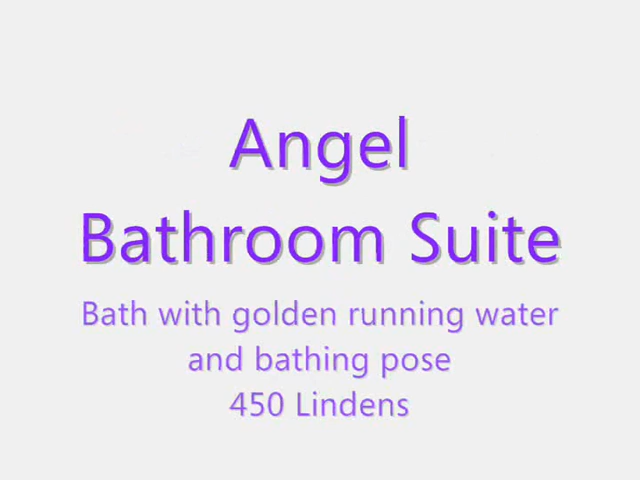 Angel
Bathroom Suite
Bath with golden running water
and bathing pose
450 Lindens